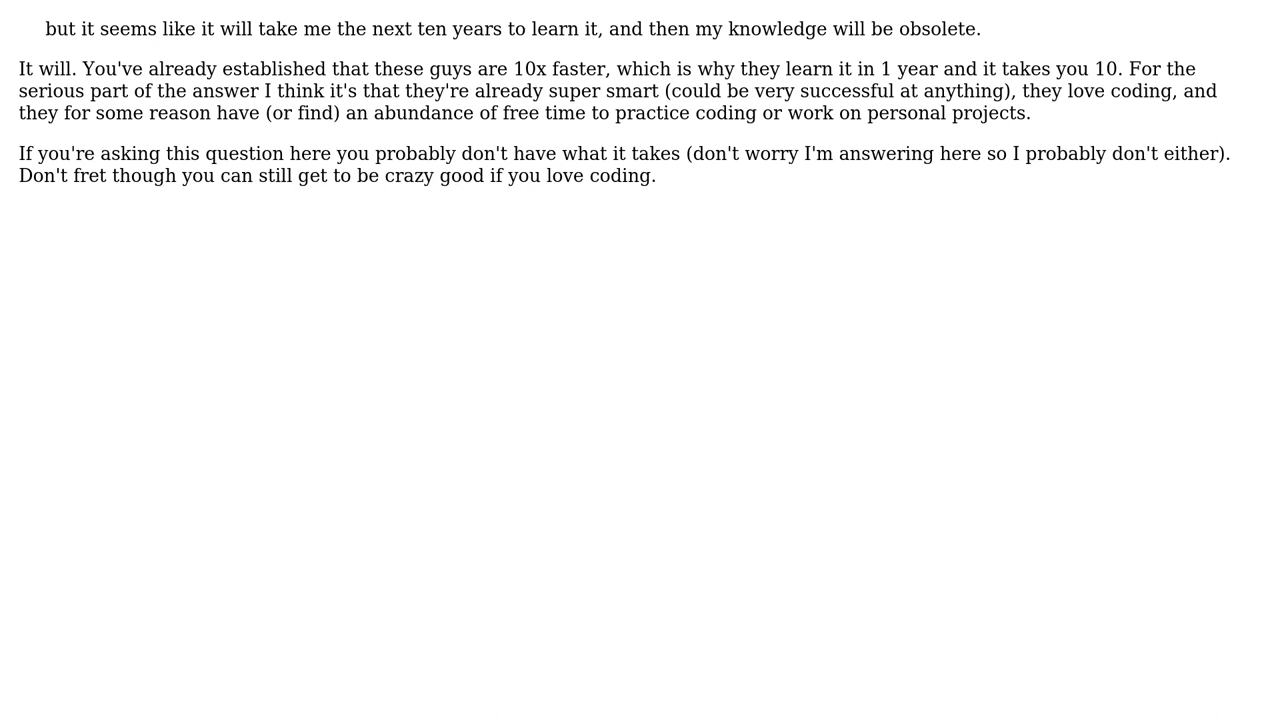 but it seems like it will take me the next ten years to learn it, and then my knowledge will be obsolete.
It will. You've already established that these guys are 10x faster, which is why they learn it in 1 year and it takes you 10. For the
serious part of the answer I think it's that they're already super smart (could be very successful at anything), they love coding, and
they for some reason have (or find) an abundance of free time to practice coding or work on personal projects.
If you're asking this question here you probably don't have what it takes (don't worry I'm answering here so I probably don't either).
Don't fret though you can still get to be crazy good if you love coding.